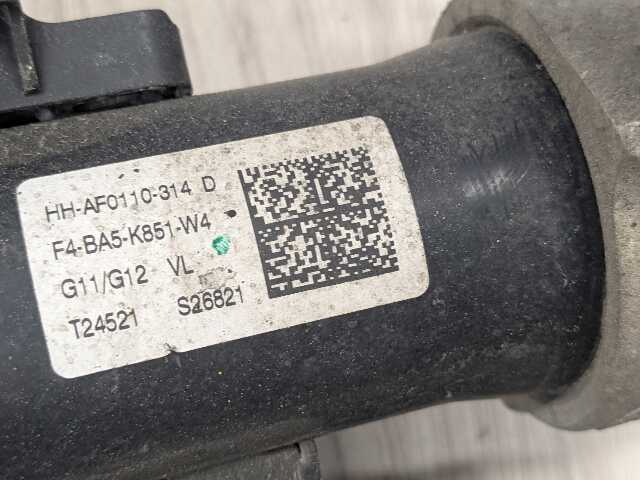 HH-AF0110-314 D
F4-BA5-K851-W4
G11/G12 VL
T24521 S26821